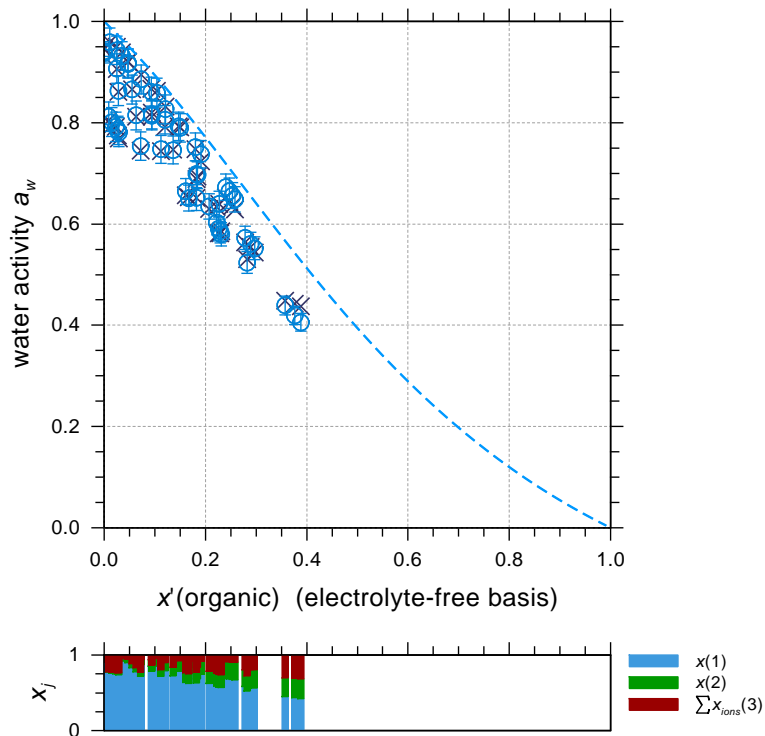 1.0
0.8
0.6
0.4
0.2
0.0
water activity a_w
0.0 0.2 0.4 0.6 0.8 1.0
x'(organic) (electrolyte-free basis)
1
0
x_j
x(1)
x(2)
∑x_ions(3)